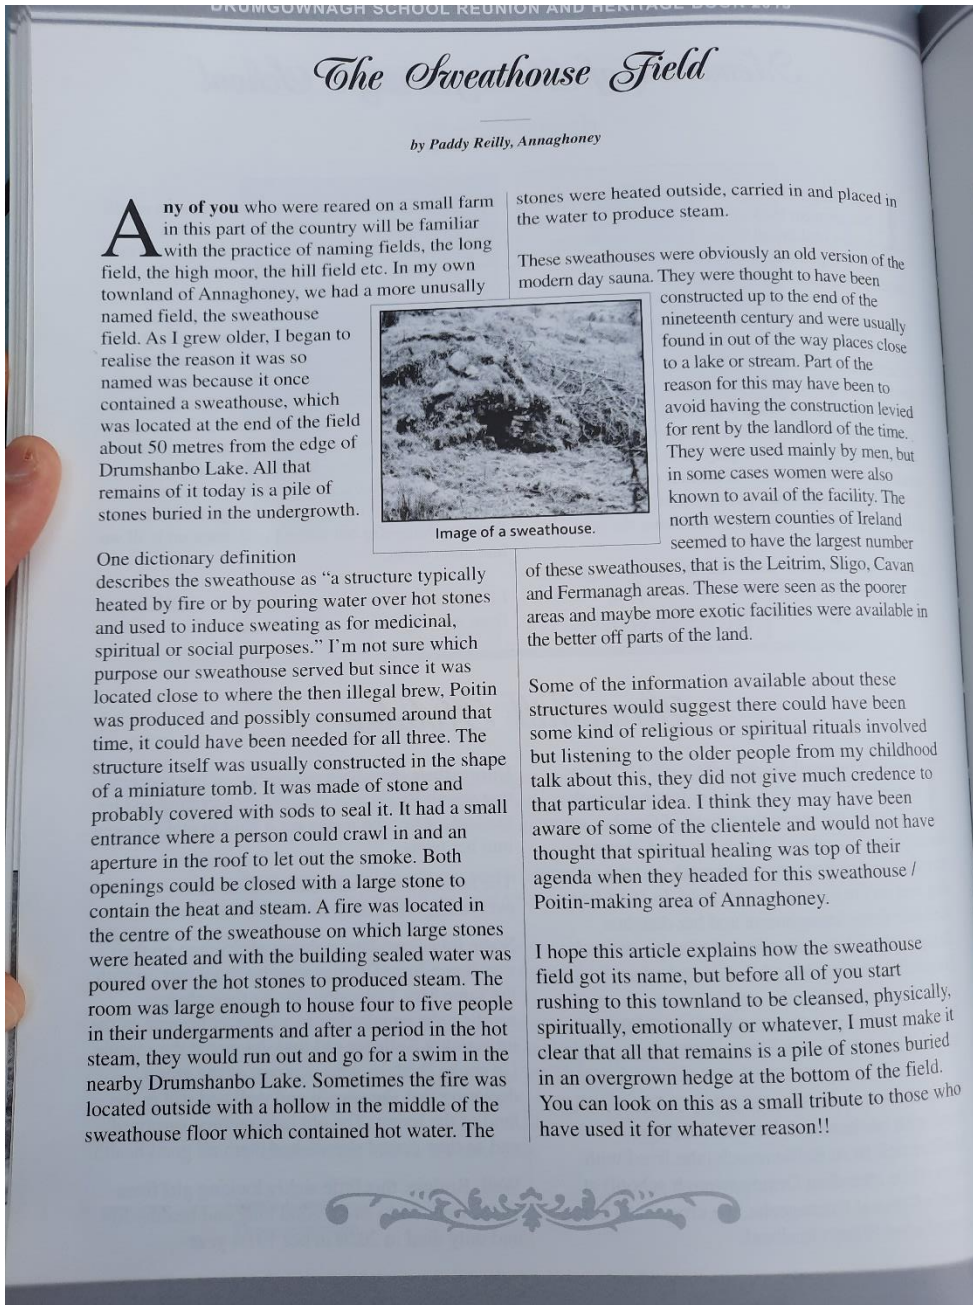 DRUMGOWNAGH SCHOOL REUNION AND HERITAGE BOOK
The Sweathouse Field
by Paddy Reilly, Annaghoney
Any of you who were reared on a small farm
in this part of the country will be familiar
with the practice of naming fields, the long
field, the high moor, the hill field etc. In my own
townland of Annaghoney, we had a more unusally
named field, the sweathouse
field. As I grew older, I began to
realise the reason it was so
named was because it once
contained a sweathouse, which
was located at the end of the field
about 50 metres from the edge of
Drumshanbo Lake. All that
remains of it today is a pile of
stones buried in the undergrowth.
One dictionary definition
describes the sweathouse as “a structure typically
heated by fire or by pouring water over hot stones
and used to induce sweating as for medicinal,
spiritual or social purposes.” I’m not sure which
purpose our sweathouse served but since it was
located close to where the then illegal brew, Poitin
was produced and possibly consumed around that
time, it could have been needed for all three. The
structure itself was usually constructed in the shape
of a miniature tomb. It was made of stone and
probably covered with sods to seal it. It had a small
entrance where a person could crawl in and an
aperture in the roof to let out the smoke. Both
openings could be closed with a large stone to
contain the heat and steam. A fire was located in
the centre of the sweathouse on which large stones
were heated and with the building sealed water was
poured over the hot stones to produced steam. The
room was large enough to house four to five people
in their undergarments and after a period in the hot
steam, they would run out and go for a swim in the
nearby Drumshanbo Lake. Sometimes the fire was
located outside with a hollow in the middle of the
sweathouse floor which contained hot water. The
stones were heated outside, carried in and placed in
the water to produce steam.
These sweathouses were obviously an old version of the
modern day sauna. They were thought to have been
constructed up to the end of the
nineteenth century and were usually
found in out of the way places close
to a lake or stream. Part of the
reason for this may have been to
avoid having the construction levied
for rent by the landlord of the time.
They were used mainly by men, but
in some cases women were also
known to avail of the facility. The
north western counties of Ireland
seemed to have the largest number
of these sweathouses, that is the Leitrim, Sligo, Cavan
and Fermanagh areas. These were seen as the poorer
areas and maybe more exotic facilities were available in
the better off parts of the land.
Image of a sweathouse.
Some of the information available about these
structures would suggest there could have been
some kind of religious or spiritual rituals involved
but listening to the older people from my childhood
talk about this, they did not give much credence to
that particular idea. I think they may have been
aware of some of the clientele and would not have
thought that spiritual healing was top of their
agenda when they headed for this sweathouse /
Poitin-making area of Annaghoney.
I hope this article explains how the sweathouse
field got its name, but before all of you start
rushing to this townland to be cleansed, physically,
spiritually, emotionally or whatever, I must make it
clear that all that remains is a pile of stones buried
in an overgrown hedge at the bottom of the field.
You can look on this as a small tribute to those who
have used it for whatever reason!!